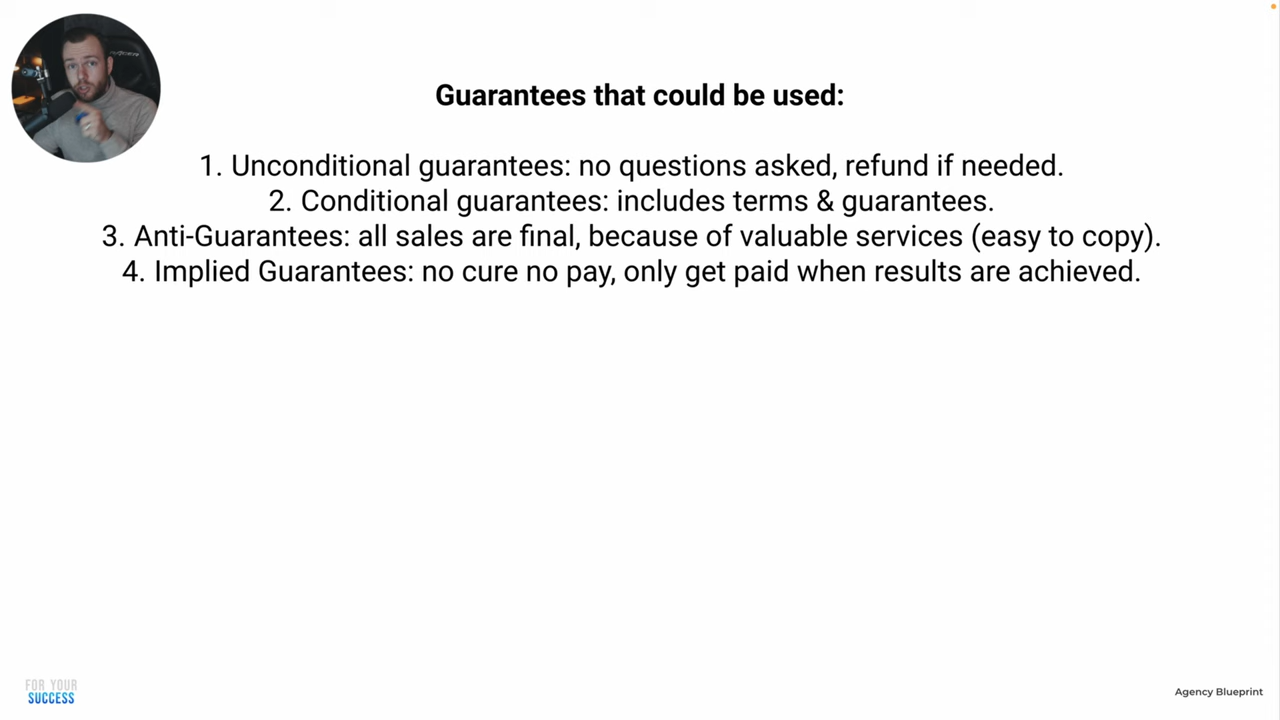 Guarantees that could be used:
1. Unconditional guarantees: no questions asked, refund if needed.
2. Conditional guarantees: includes terms & guarantees.
3. Anti-Guarantees: all sales are final, because of valuable services (easy to copy).
4. Implied Guarantees: no cure no pay, only get paid when results are achieved.
FOR YOUR
SUCCESS
Agency Blueprint